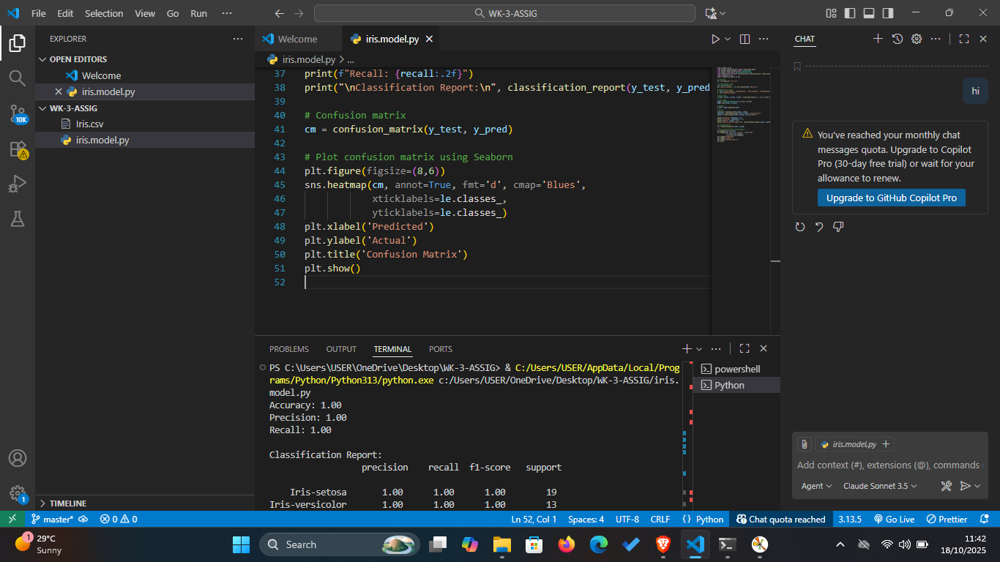 File Edit Selection View Go Run ···
WK-3-ASSIG
EXPLORER
OPEN EDITORS
Welcome
iris.model.py
WK-3-ASSIG
Iris.csv
iris.model.py
TIMELINE
10K
1
Welcome
iris.model.py
iris.model.py > ...
37 print(f"Recall: {recall:.2f}")
38 print("\nClassification Report:\n", classification_report(y_test, y_pred
39
40 # Confusion matrix
41 cm = confusion_matrix(y_test, y_pred)
42
43 # Plot confusion matrix using Seaborn
44 plt.figure(figsize=(8,6))
45 sns.heatmap(cm, annot=True, fmt='d', cmap='Blues',
46 xticklabels=le.classes_,
47 yticklabels=le.classes_)
48 plt.xlabel('Predicted')
49 plt.ylabel('Actual')
50 plt.title('Confusion Matrix')
51 plt.show()
52
PROBLEMS OUTPUT TERMINAL PORTS
PS C:\Users\USER\OneDrive\Desktop\WK-3-ASSIG> & C:/Users/USER/AppData/Local/Prog
rams/Python/Python313/python.exe c:/Users/USER/OneDrive/Desktop/WK-3-ASSIG/iris.
model.py
Accuracy: 1.00
Precision: 1.00
Recall: 1.00
Classification Report:
precision recall f1-score support
Iris-setosa 1.00 1.00 1.00 19
Iris-versicolor 1.00 1.00 1.00 13
powershell
Python
CHAT
hi
You've reached your monthly chat
messages quota. Upgrade to Copilot
Pro (30-day free trial) or wait for your
allowance to renew.
Upgrade to GitHub Copilot Pro
iris.model.py
Add context (#), extensions (@), commands
Agent Claude Sonnet 3.5
master* 0 0 Ln 52, Col 1 Spaces: 4 UTF-8 CRLF {} Python Chat quota reached 3.13.5 Go Live Prettier
1
29°C
Sunny
Search
11:42
18/10/2025